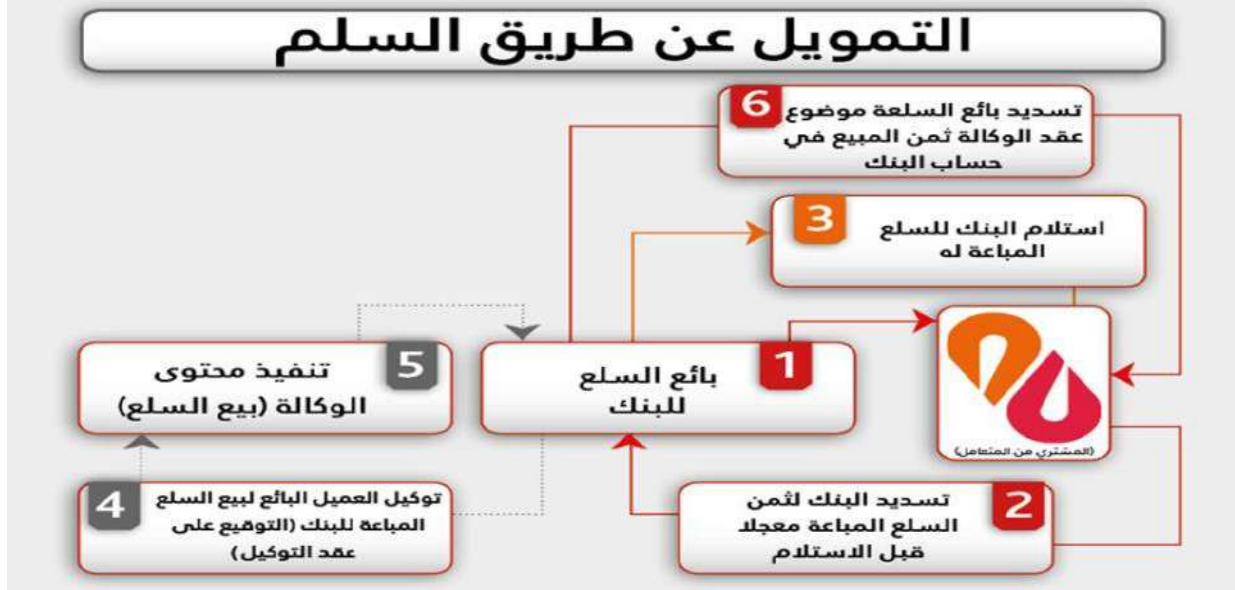 التمويل عن طريق السلم
6
تسديد بائع السلعة موضوع
عقد الوكالة ثمن المبيع في
حساب البنك
3
استلام البنك للسلع
المباعة له
5
تنفيذ محتوى
الوكالة (بيع السلع)
1
بائع السلع
للبنك
(المشتري من المتعامل)
4
توكيل العميل البائع لبيع السلع
المباعة للبنك (التوقيع على
عقد التوكيل)
2
تسديد البنك لثمن
السلع المباعة معجلا
قبل الاستلام